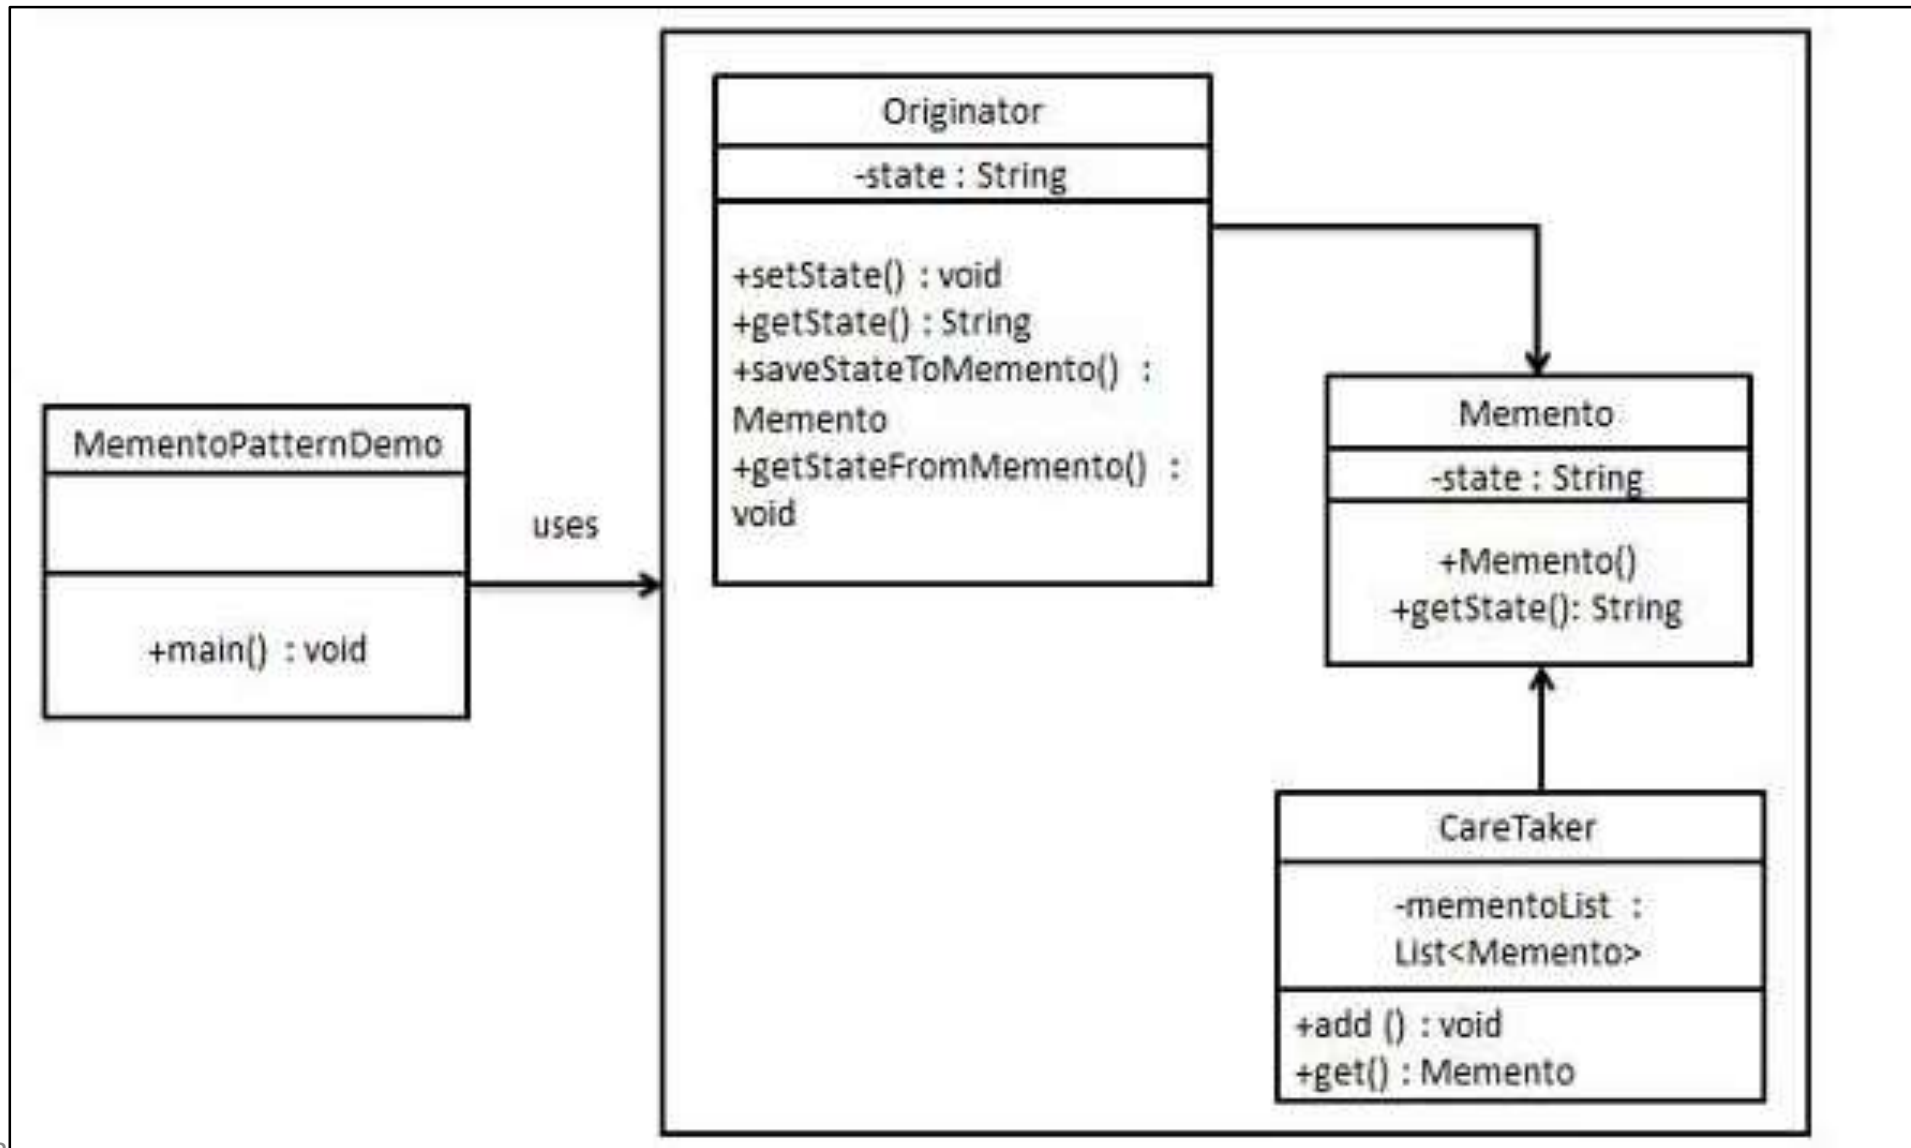 MementoPatternDemo
+main() : void
uses
Originator
-state : String
+setState() : void
+getState() : String
+saveStateToMemento() :
Memento
+getStateFromMemento() :
void
Memento
-state : String
+Memento()
+getState(): String
CareTaker
-mementoList :
List<Memento>
+add () : void
+get() : Memento